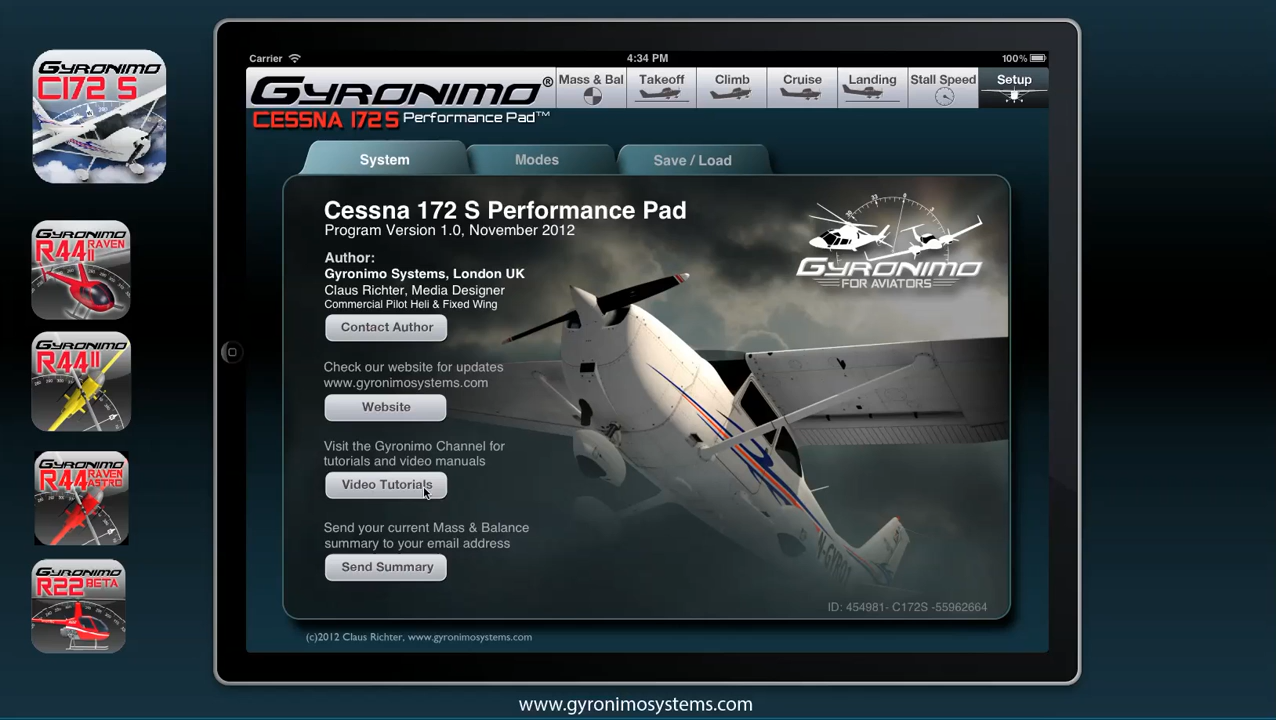 GYRONIMO
C172 S
GYRONIMO
R44 RAVEN
II
GYRONIMO
R44 II
GYRONIMO
R44 RAVEN
ASTRO
GYRONIMO
R22 BETA
Carrier
4:34 PM
100%
GYRONIMO®
CESSNA 172 S Performance Pad™
Mass & Bal
Takeoff
Climb
Cruise
Landing
Stall Speed
Setup
System
Modes
Save / Load
Cessna 172 S Performance Pad
Program Version 1.0, November 2012
Author:
Gyronimo Systems, London UK
Claus Richter, Media Designer
Commercial Pilot Heli & Fixed Wing
Contact Author
Check our website for updates
www.gyronimosystems.com
Website
Visit the Gyronimo Channel for
tutorials and video manuals
Video Tutorials
Send your current Mass & Balance
summary to your email address
Send Summary
GYRONIMO
FOR AVIATORS
ID: 454981- C172S -55962664
(c)2012 Claus Richter, www.gyronimosystems.com
www.gyronimosystems.com